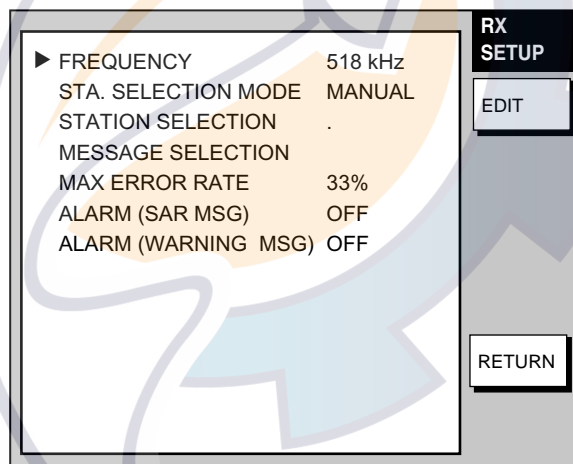 RX
SETUP
▶ FREQUENCY 518 kHz
STA. SELECTION MODE MANUAL
STATION SELECTION .
MESSAGE SELECTION
MAX ERROR RATE 33%
ALARM (SAR MSG) OFF
ALARM (WARNING MSG) OFF
EDIT
RETURN